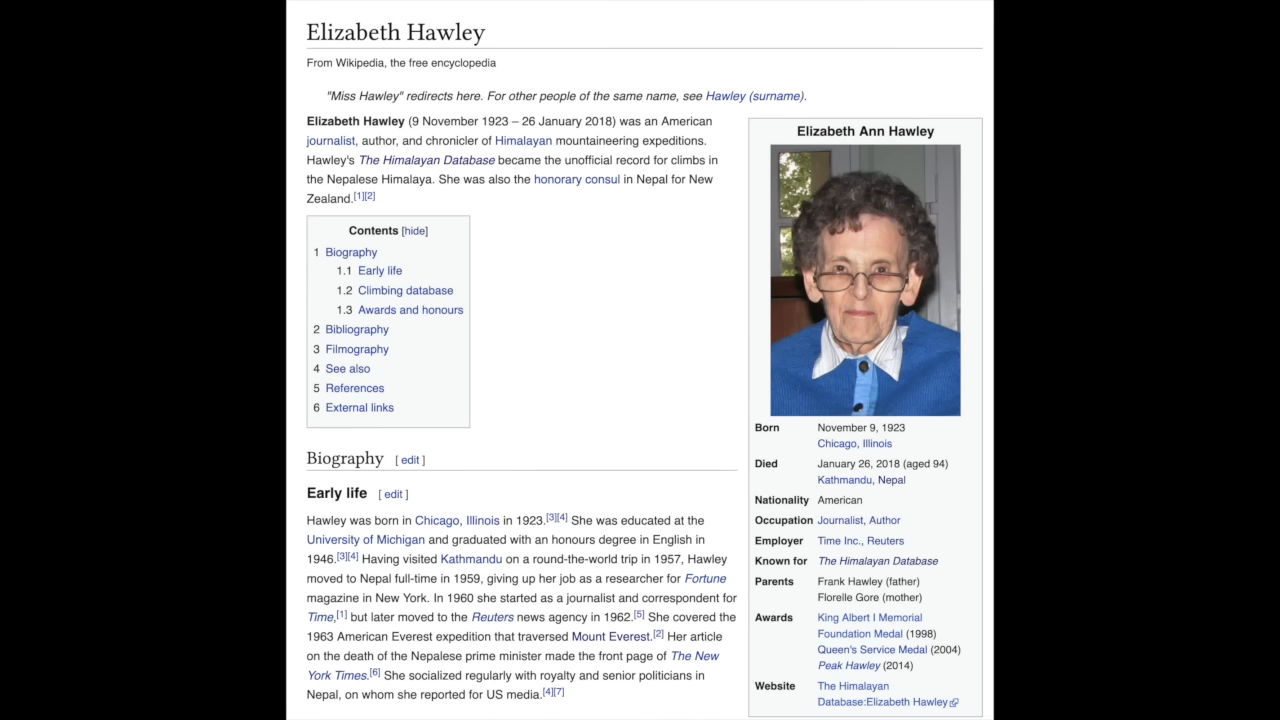 Elizabeth Hawley
From Wikipedia, the free encyclopedia
"Miss Hawley" redirects here. For other people of the same name, see Hawley (surname).
Elizabeth Hawley (9 November 1923 – 26 January 2018) was an American
journalist, author, and chronicler of Himalayan mountaineering expeditions.
Hawley's The Himalayan Database became the unofficial record for climbs in
the Nepalese Himalaya. She was also the honorary consul in Nepal for New
Zealand.[1][2]
Contents [hide]
1 Biography
1.1 Early life
1.2 Climbing database
1.3 Awards and honours
2 Bibliography
3 Filmography
4 See also
5 References
6 External links
Biography [ edit ]
Early life [ edit ]
Hawley was born in Chicago, Illinois in 1923.[3][4] She was educated at the
University of Michigan and graduated with an honours degree in English in
1946.[3][4] Having visited Kathmandu on a round-the-world trip in 1957, Hawley
moved to Nepal full-time in 1959, giving up her job as a researcher for Fortune
magazine in New York. In 1960 she started as a journalist and correspondent for
Time,[1] but later moved to the Reuters news agency in 1962.[5] She covered the
1963 American Everest expedition that traversed Mount Everest.[2] Her article
on the death of the Nepalese prime minister made the front page of The New
York Times.[6] She socialized regularly with royalty and senior politicians in
Nepal, on whom she reported for US media.[4][7]
Elizabeth Ann Hawley
Born November 9, 1923
Chicago, Illinois
Died January 26, 2018 (aged 94)
Kathmandu, Nepal
Nationality American
Occupation Journalist, Author
Employer Time Inc., Reuters
Known for The Himalayan Database
Parents Frank Hawley (father)
Florelle Gore (mother)
Awards King Albert I Memorial
Foundation Medal (1998)
Queen's Service Medal (2004)
Peak Hawley (2014)
Website The Himalayan
Database:Elizabeth Hawley